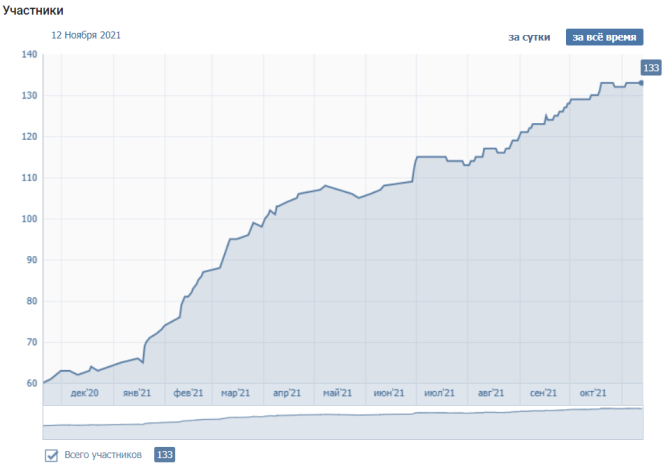 Участники
12 Ноября 2021
за сутки
за всё время
133
140
130
120
110
100
90
80
70
60
дек'20 янв'21 фев'21 мар'21 апр'21 май'21 июн'21 июл'21 авг'21 сен'21 окт'21
Всего участников 133